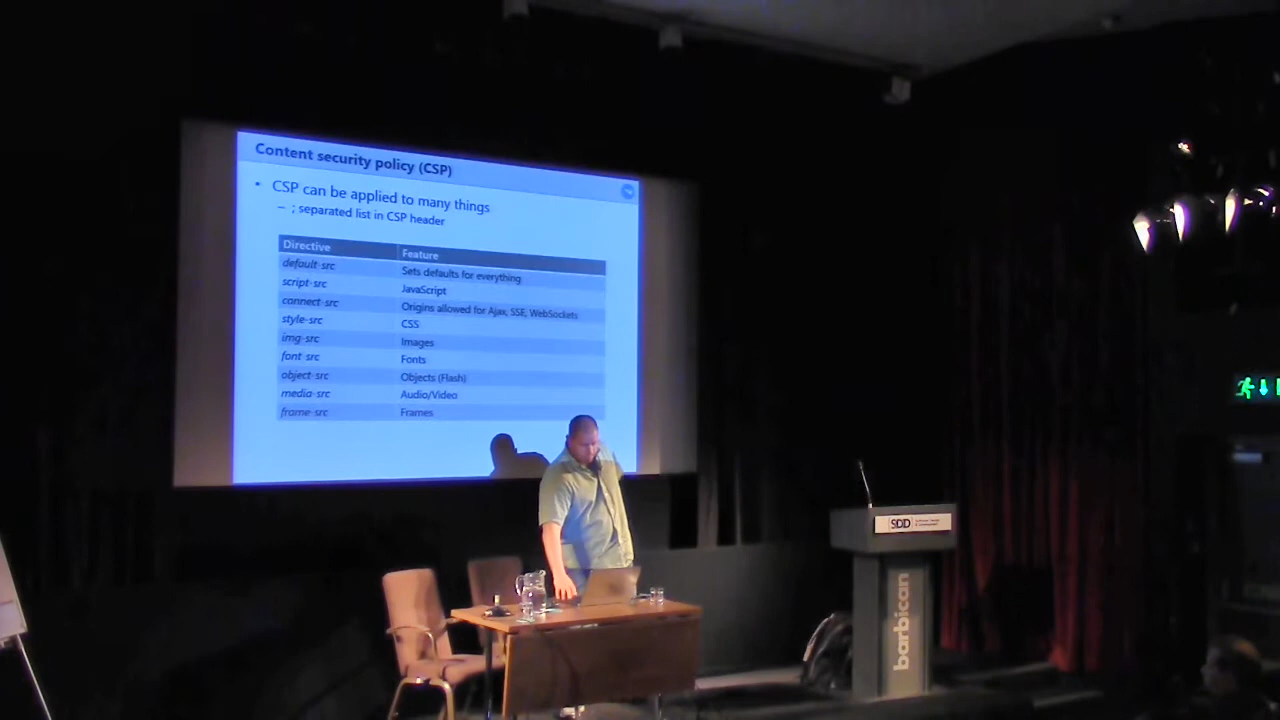 Content security policy (CSP)
• CSP can be applied to many things
– ; separated list in CSP header
Directive Feature
default-src Sets defaults for everything
script-src JavaScript
connect-src Origins allowed for Ajax, SSE, WebSockets
style-src CSS
img-src Images
font-src Fonts
object-src Objects (Flash)
media-src Audio/Video
frame-src Frames
SDD
barbican